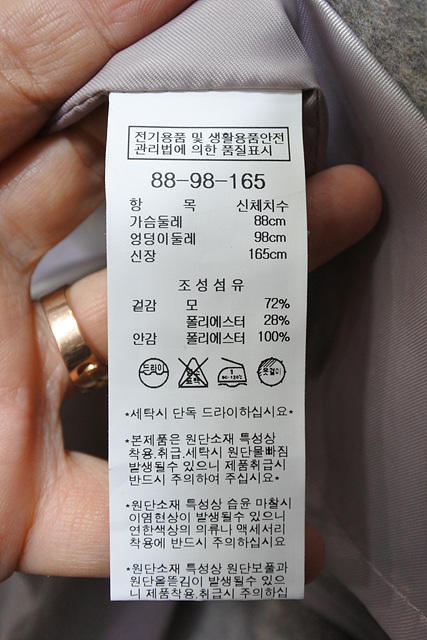 전기용품 및 생활용품안전
관리법에 의한 품질표시
88-98-165
항 목 신체치수
가슴둘레 88cm
엉덩이둘레 98cm
신장 165cm
조성섬유
겉감 모 72%
폴리에스터 28%
안감 폴리에스터 100%
드라이 옷걸이
*세탁시 단독 드라이하십시요*
*본제품은 원단소재 특성상
착용.취급.세탁시 원단물빠짐
발생될수 있으니 제품취급시
반드시 주의하여 주십시요*
*원단소재 특성상 습윤 마찰시
이염현상이 발생될수 있으니
연한색상의 의류나 액세서리
착용에 반드시 주의하십시요
*원단소재 특성상 원단보풀과
원단올뜯김이 발생될수 있으
니 제품착용.취급시 주의하십